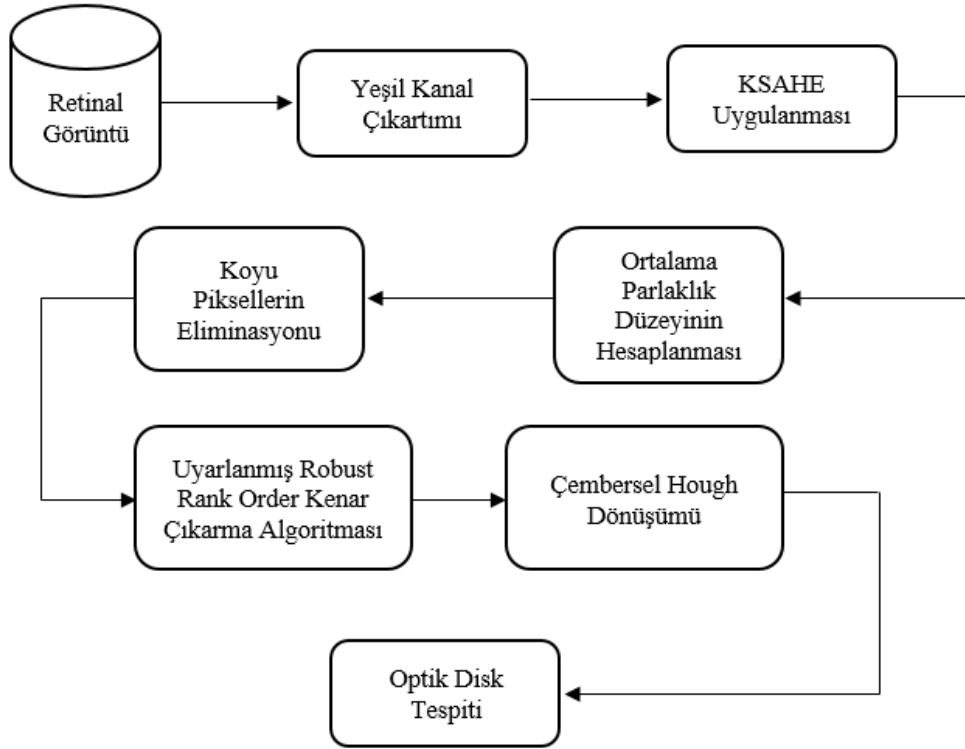 Retinal
Görüntü
Yeşil Kanal
Çıkartımı
KSAHE
Uygulanması
Ortalama
Parlaklık
Düzeyinin
Hesaplanması
Koyu
Piksellerin
Eliminasyonu
Uyarlanmış Robust
Rank Order Kenar
Çıkarma Algoritması
Çembersel Hough
Dönüşümü
Optik Disk
Tespiti